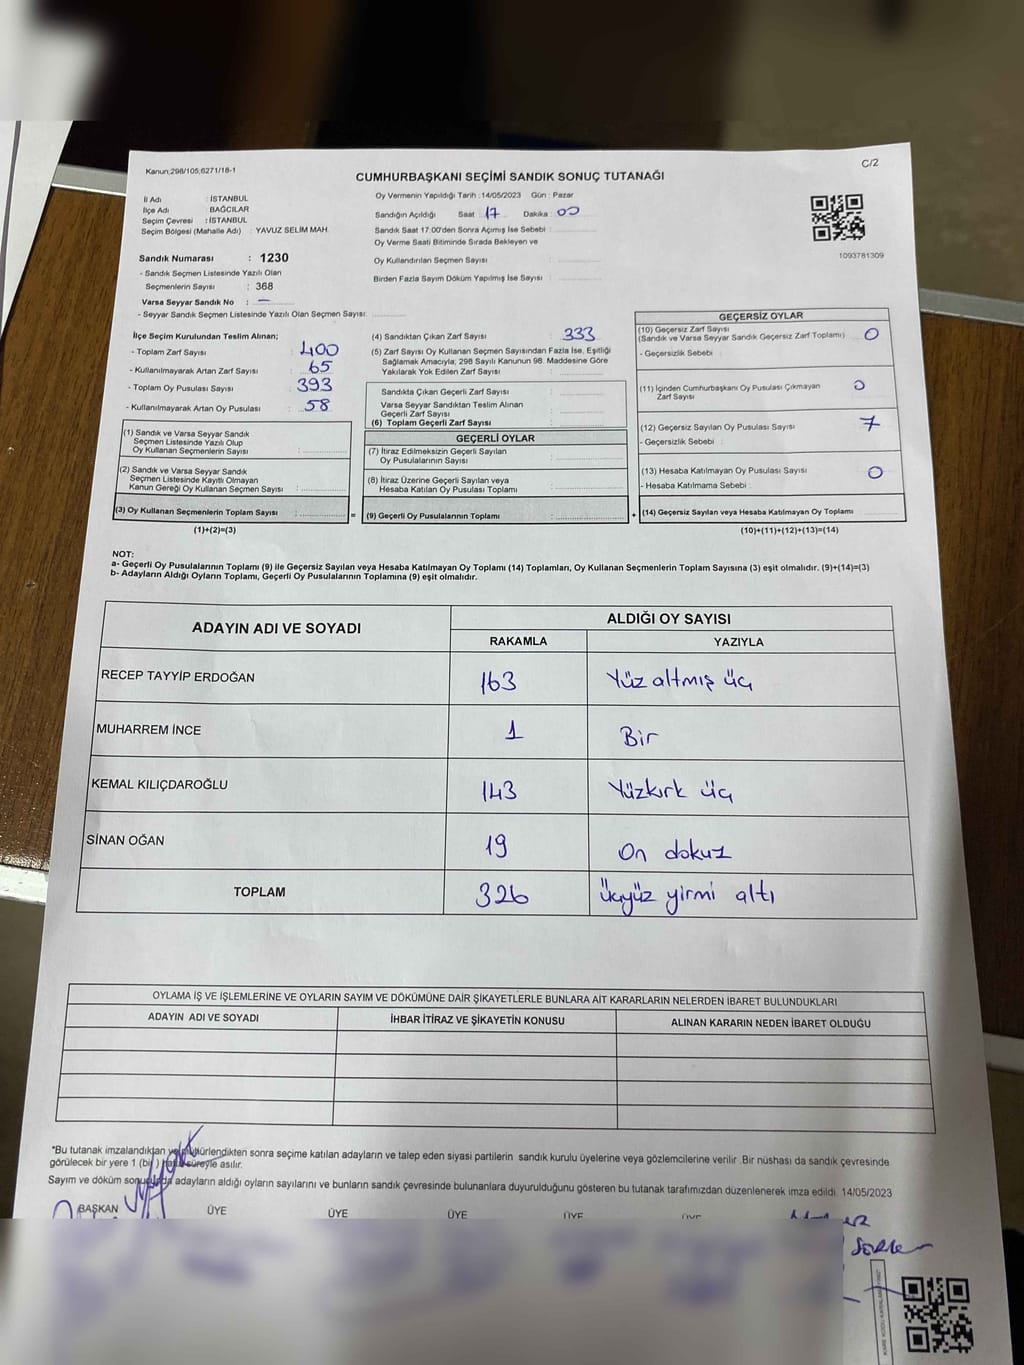 Kanun;298/105;6271/18-1
C/2
CUMHURBAŞKANI SEÇİMİ SANDIK SONUÇ TUTANAĞI
İl Adı : İSTANBUL
İlçe Adı : BAĞCILAR
Seçim Çevresi : İSTANBUL
Seçim Bölgesi (Mahalle Adı) : YAVUZ SELİM MAH.
Sandık Numarası : 1230
- Sandık Seçmen Listesinde Yazılı Olan
Seçmenlerin Sayısı : 368
Varsa Seyyar Sandık No : —
- Seyyar Sandık Seçmen Listesinde Yazılı Olan Seçmen Sayısı:
Oy Vermenin Yapıldığı Tarih : 14/05/2023 Gün : Pazar
Sandığın Açıldığı Saat : 17 Dakika : 00
Sandık Saat 17:00'den Sonra Açımış İse Sebebi :
Oy Verme Saati Bitiminde Sırada Bekleyen ve
Oy Kullandırılan Seçmen Sayısı :
Birden Fazla Sayım Döküm Yapılmış İse Sayısı :
1093781309
İlçe Seçim Kurulundan Teslim Alınan;
- Toplam Zarf Sayısı : 400
- Kullanılmayarak Artan Zarf Sayısı : 65
- Toplam Oy Pusulası Sayısı : 393
- Kullanılmayarak Artan Oy Pusulası : 58
(1) Sandık ve Varsa Seyyar Sandık
Seçmen Listesinde Yazılı Olup
Oy Kullanan Seçmenlerin Sayısı :
(2) Sandık ve Varsa Seyyar Sandık
Seçmen Listesinde Kayıtlı Olmayan
Kanun Gereği Oy Kullanan Seçmen Sayısı :
(3) Oy Kullanan Seçmenlerin Toplam Sayısı :
(1)+(2)=(3)
(4) Sandıktan Çıkan Zarf Sayısı : 333
(5) Zarf Sayısı Oy Kullanan Seçmen Sayısından Fazla İse, Eşitliği
Sağlamak Amacıyla, 298 Sayılı Kanunun 98. Maddesine Göre
Yakılarak Yok Edilen Zarf Sayısı :
Sandıkta Çıkan Geçerli Zarf Sayısı :
Varsa Seyyar Sandıktan Teslim Alınan
Geçerli Zarf Sayısı :
(6) Toplam Geçerli Zarf Sayısı :
GEÇERLİ OYLAR
(7) İtiraz Edilmeksizin Geçerli Sayılan
Oy Pusulalarının Sayısı :
(8) İtiraz Üzerine Geçerli Sayılan veya
Hesaba Katılan Oy Pusulası Toplamı :
= (9) Geçerli Oy Pusulalarının Toplamı :
GEÇERSİZ OYLAR
(10) Geçersiz Zarf Sayısı
(Sandık ve Varsa Seyyar Sandık Geçersiz Zarf Toplamı) : 0
- Geçersizlik Sebebi :
(11) İçinden Cumhurbaşkanı Oy Pusulası Çıkmayan
Zarf Sayısı : 0
(12) Geçersiz Sayılan Oy Pusulası Sayısı : 7
- Geçersizlik Sebebi :
(13) Hesaba Katılmayan Oy Pusulası Sayısı : 0
- Hesaba Katılmama Sebebi :
+ (14) Geçersiz Sayılan veya Hesaba Katılmayan Oy Toplamı
(10)+(11)+(12)+(13)=(14)
NOT:
a- Geçerli Oy Pusulalarının Toplamı (9) ile Geçersiz Sayılan veya Hesaba Katılmayan Oy Toplamı (14) Toplamları, Oy Kullanan Seçmenlerin Toplam Sayısına (3) eşit olmalıdır. (9)+(14)=(3)
b- Adayların Aldığı Oyların Toplamı, Geçerli Oy Pusulalarının Toplamına (9) eşit olmalıdır.
ADAYIN ADI VE SOYADI
ALDIĞI OY SAYISI
RAKAMLA YAZIYLA
RECEP TAYYİP ERDOĞAN 163 Yüz altmış üç
MUHARREM İNCE 1 Bir
KEMAL KILIÇDAROĞLU 143 Yüzkırk üç
SİNAN OĞAN 19 On dokuz
TOPLAM 326 Üçyüz yirmi altı
OYLAMA İŞ VE İŞLEMLERİNE VE OYLARIN SAYIM VE DÖKÜMÜNE DAİR ŞİKAYETLERLE BUNLARA AİT KARARLARIN NELERDEN İBARET BULUNDUKLARI
ADAYIN ADI VE SOYADI İHBAR İTİRAZ VE ŞİKAYETİN KONUSU ALINAN KARARIN NEDEN İBARET OLDUĞU
*Bu tutanak imzalandıktan sonra seçime katılan adayların ve talep eden siyasi partilerin sandık kurulu üyelerine veya gözlemcilerine verilir. Bir nüshası da sandık çevresinde
görülecek bir yere 1 (bir) süreyle asılır.
Sayım ve döküm adayların aldığı oyların sayılarını ve bunların sandık çevresinde bulunanlara duyurulduğunu gösteren bu tutanak tarafımızdan düzenlenerek imza edildi. 14/05/2023
BAŞKAN ÜYE ÜYE ÜYE ÜYE ÜYE